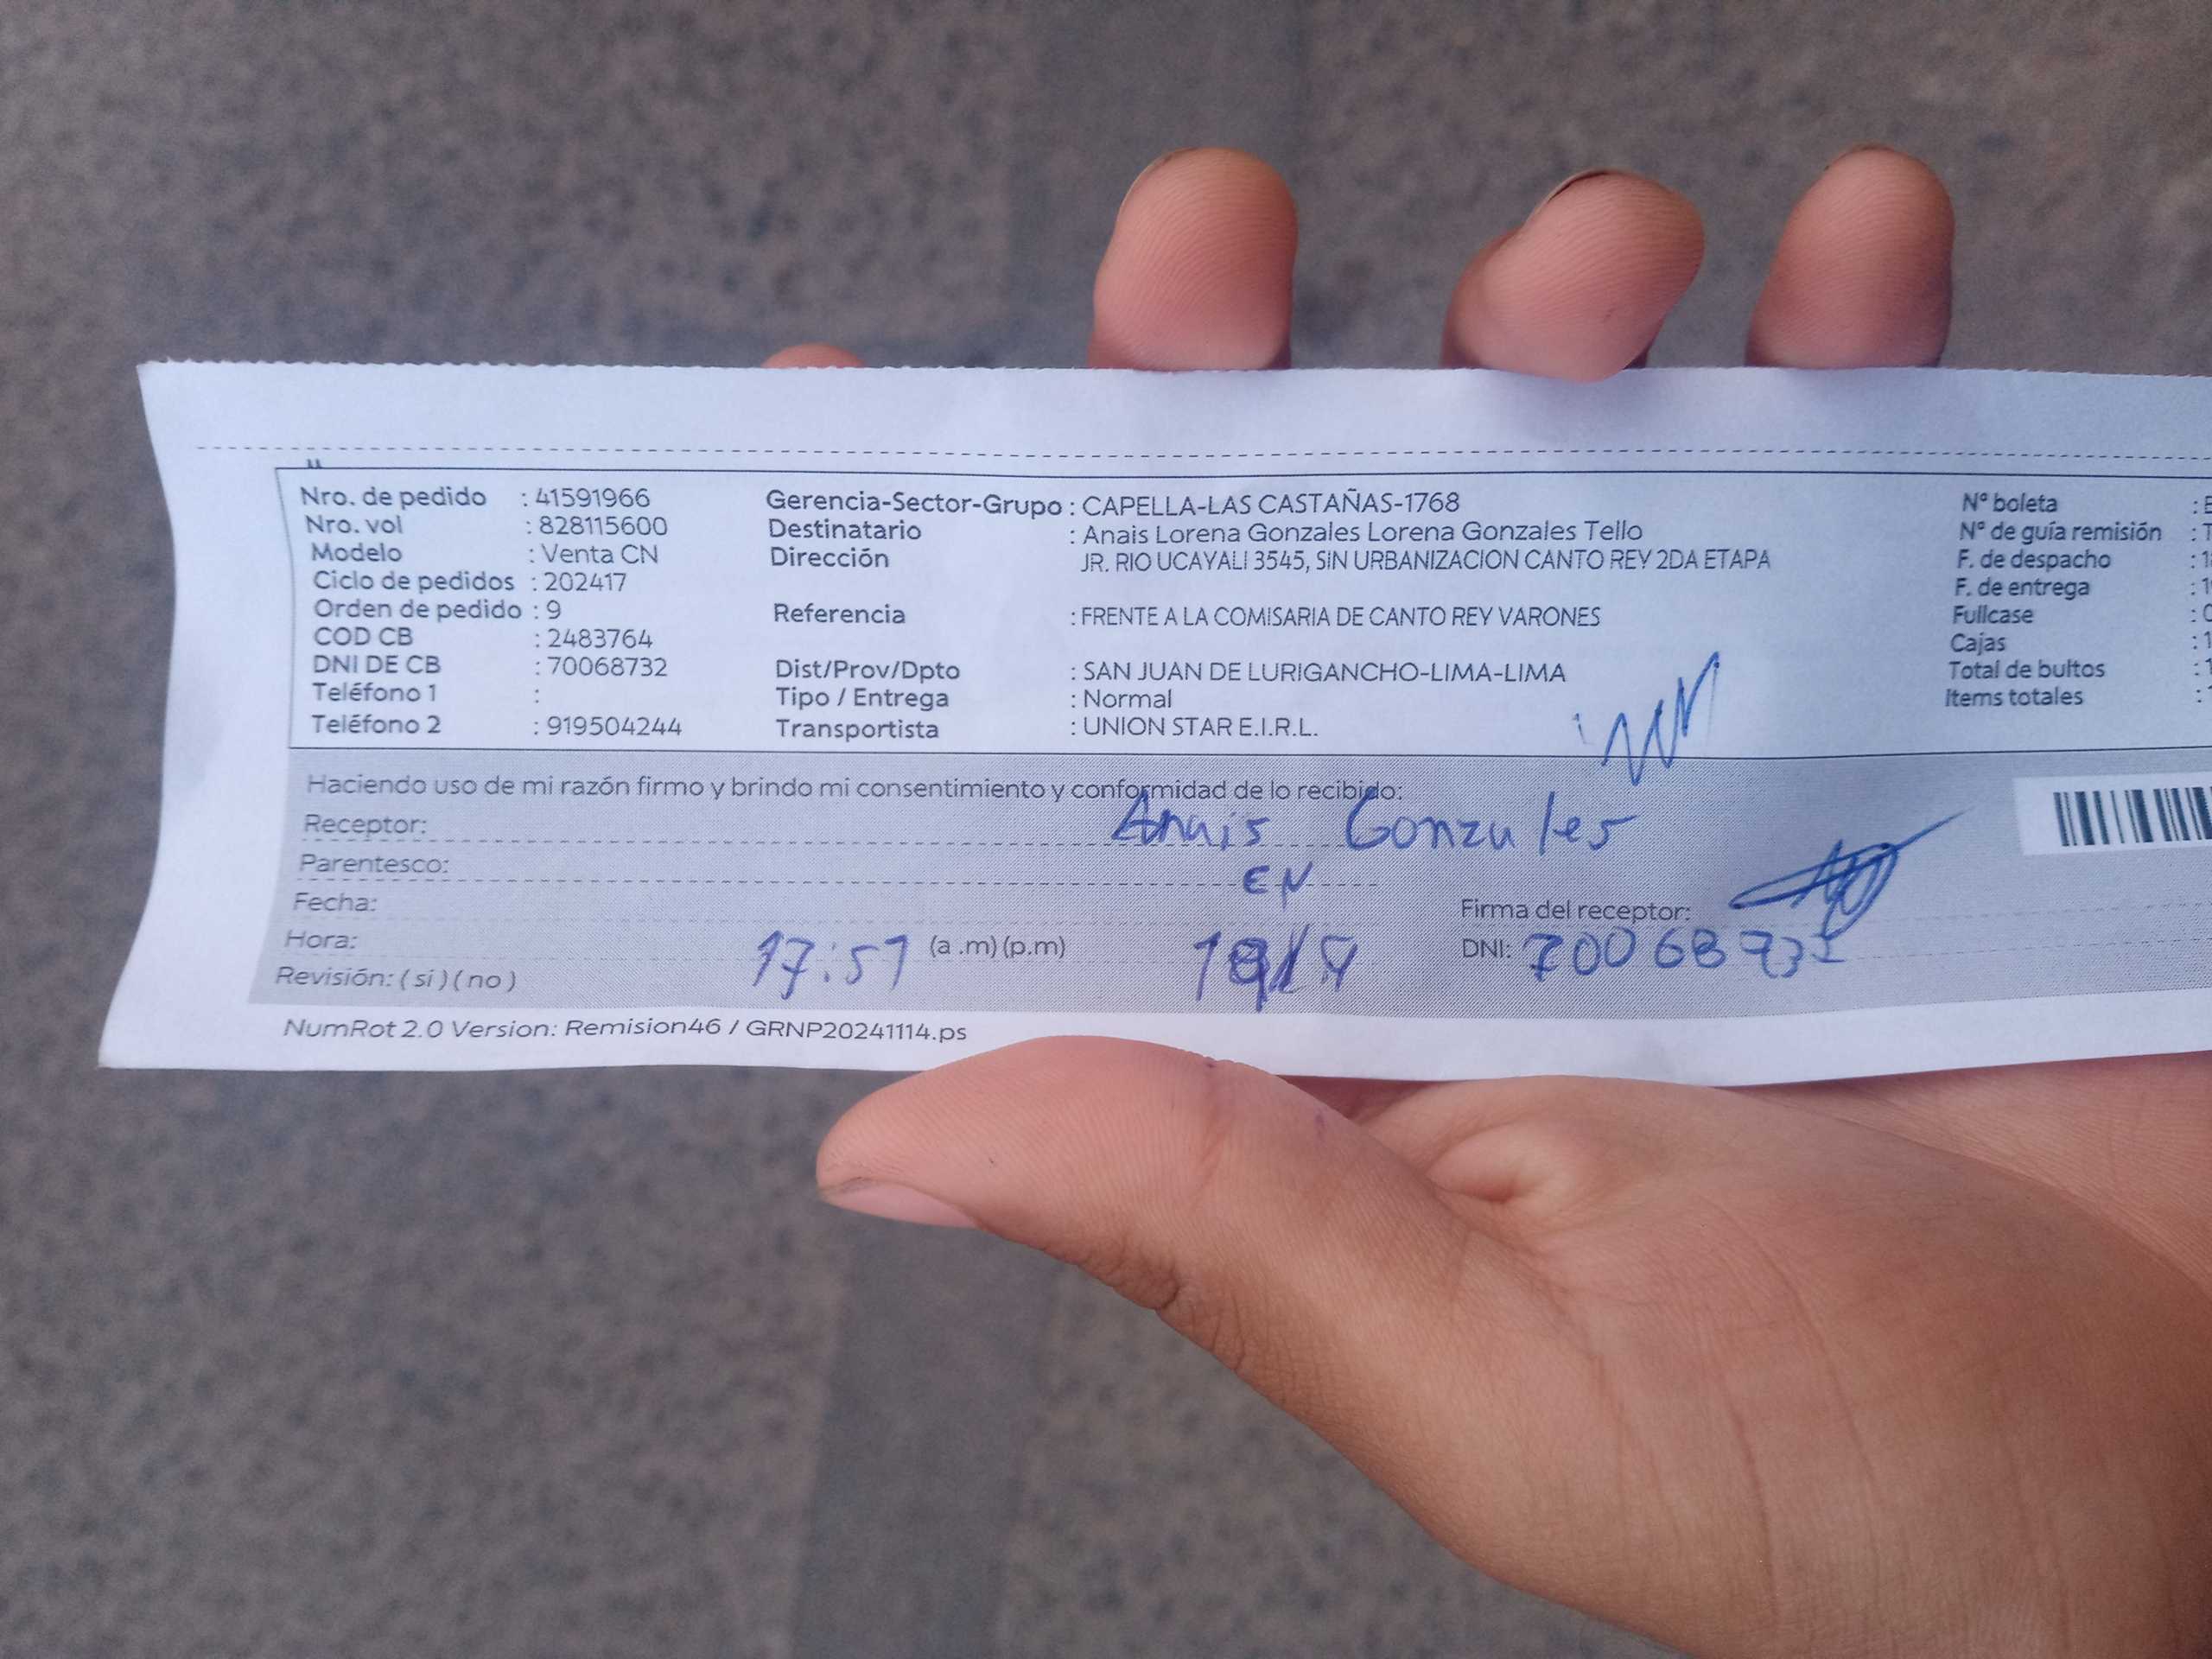 Nro. de pedido : 41591966
Nro. vol : 828115600
Modelo : Venta CN
Ciclo de pedidos : 202417
Orden de pedido : 9
COD CB : 2483764
DNI DE CB : 70068732
Teléfono 1 :
Teléfono 2 : 919504244
Gerencia-Sector-Grupo : CAPELLA-LAS CASTAÑAS-1768
Destinatario : Anais Lorena Gonzales Lorena Gonzales Tello
Dirección JR. RIO UCAYALI 3545, SIN URBANIZACION CANTO REY 2DA ETAPA
Referencia : FRENTE A LA COMISARIA DE CANTO REY VARONES
Dist/Prov/Dpto : SAN JUAN DE LURIGANCHO-LIMA-LIMA
Tipo / Entrega : Normal
Transportista : UNION STAR E.I.R.L.
Nº boleta :
Nº de guía remisión :
F. de despacho :
F. de entrega :
Fullcase :
Cajas :
Total de bultos :
Items totales :
Haciendo uso de mi razón firmo y brindo mi consentimiento y conformidad de lo recibido:
Receptor: Anais Gonzales
Parentesco: EN
Fecha:
Firma del receptor:
Hora: 17:57 (a .m) (p.m)
DNI: 70068732
Revisión: ( si ) ( no )
NumRot 2.0 Version: Remision46 / GRNP20241114.ps